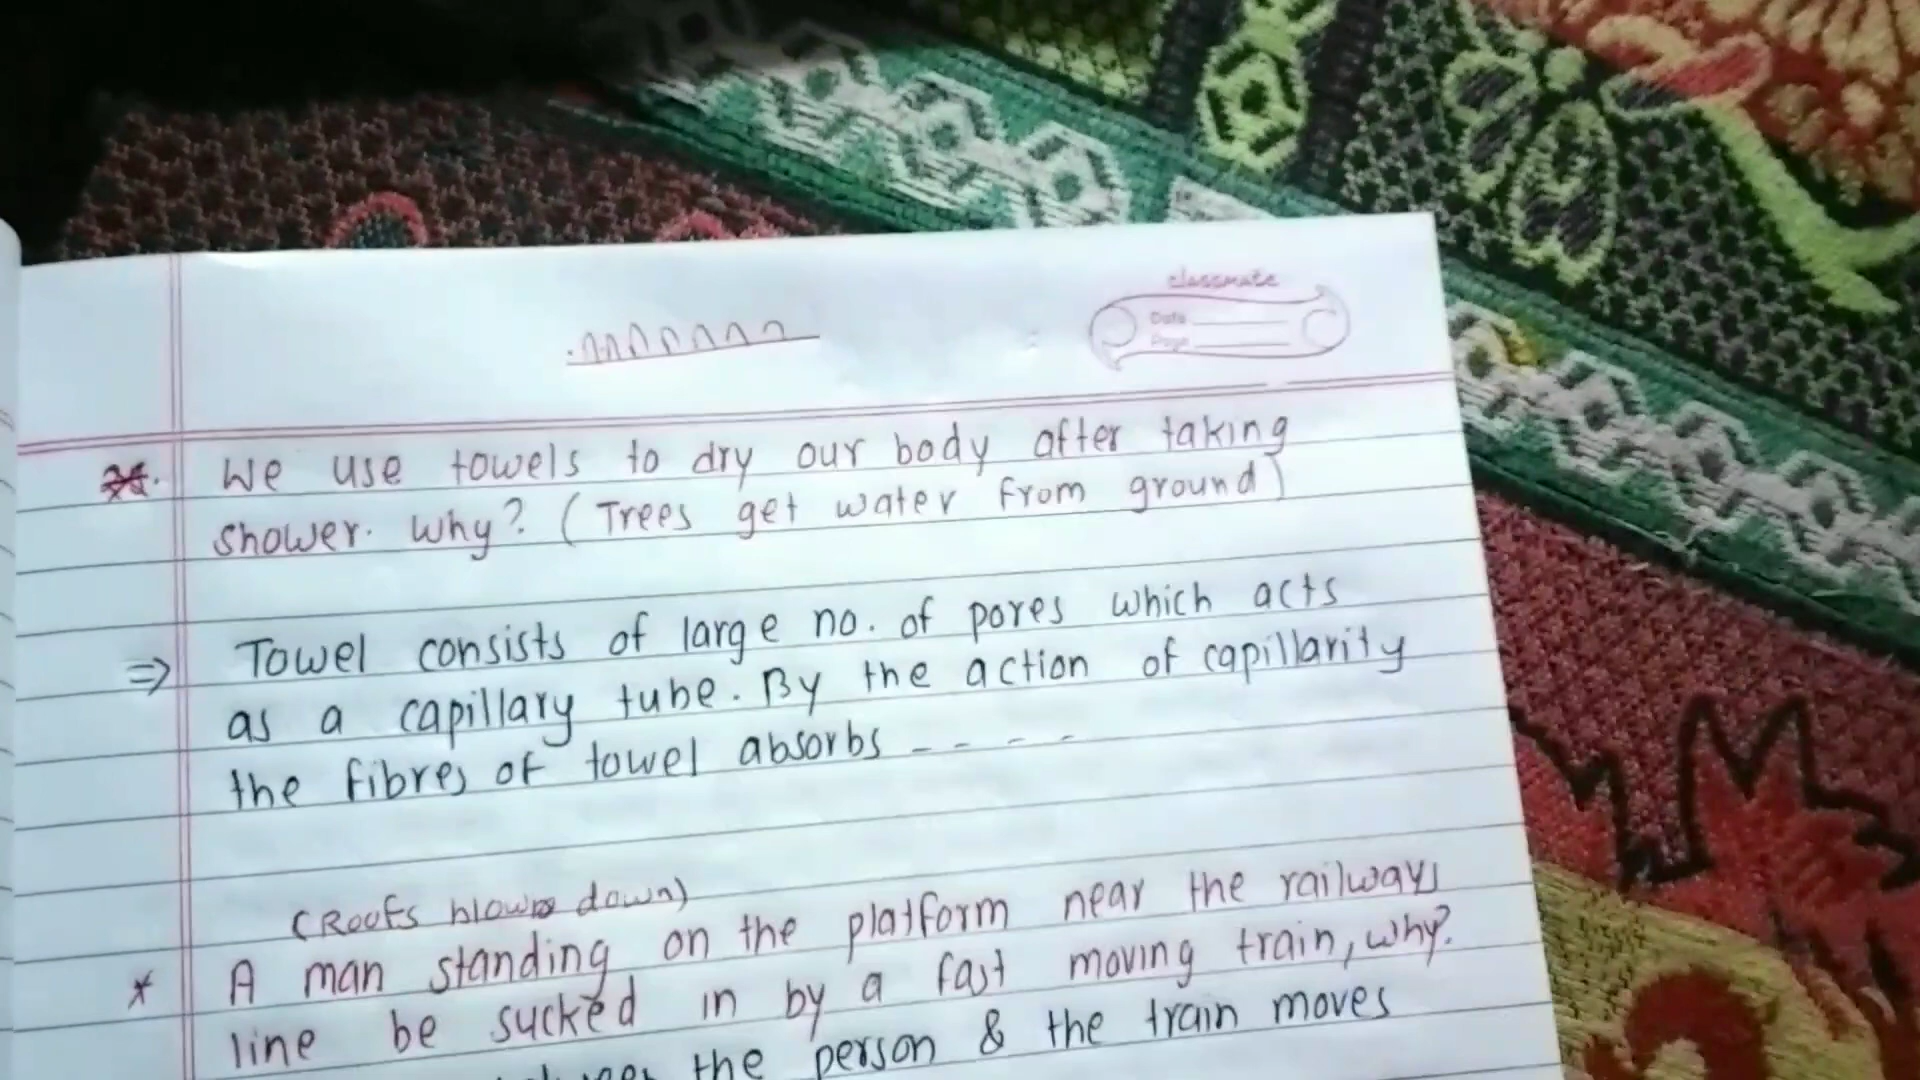 classmate
Date
Page
We use towels to dry our body after taking
shower. Why? (Trees get water from ground)
=> Towel consists of large no. of pores which acts
as a capillary tube. By the action of capillarity
the fibres of towel absorbs - - - -
(Roofs blows down)
* A man standing on the platform near the railway
line be sucked in by a fast moving train, why?
the person & the train moves